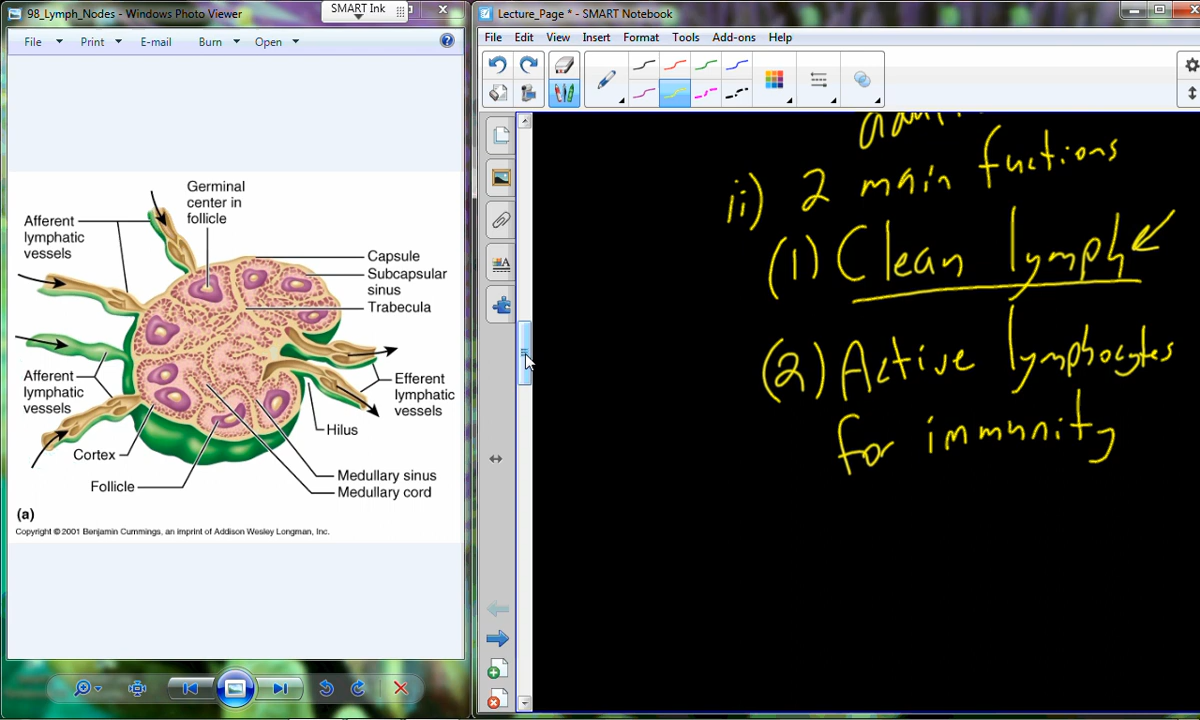 98_Lymph_Nodes - Windows Photo Viewer
SMART Ink
File Print E-mail Burn Open
Germinal
center in
follicle
Afferent
lymphatic
vessels
Capsule
Subcapsular
sinus
Trabecula
Afferent
lymphatic
vessels
Efferent
lymphatic
vessels
Hilus
Cortex
Follicle
Medullary sinus
Medullary cord
(a)
Copyright © 2001 Benjamin Cummings, an imprint of Addison Wesley Longman, Inc.
Lecture_Page * - SMART Notebook
File Edit View Insert Format Tools Add-ons Help
ii) 2 main fuctions
(1) Clean lymph
(2) Active lymphocytes
for immunity